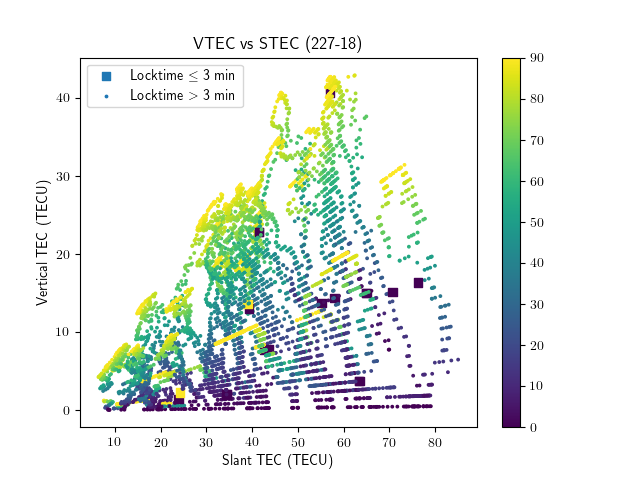 VTEC vs STEC (227-18)
Locktime ≤ 3 min
Locktime > 3 min
Vertical TEC (TECU)
40
30
20
10
0
10 20 30 40 50 60 70 80
Slant TEC (TECU)
90
80
70
60
50
40
30
20
10
0